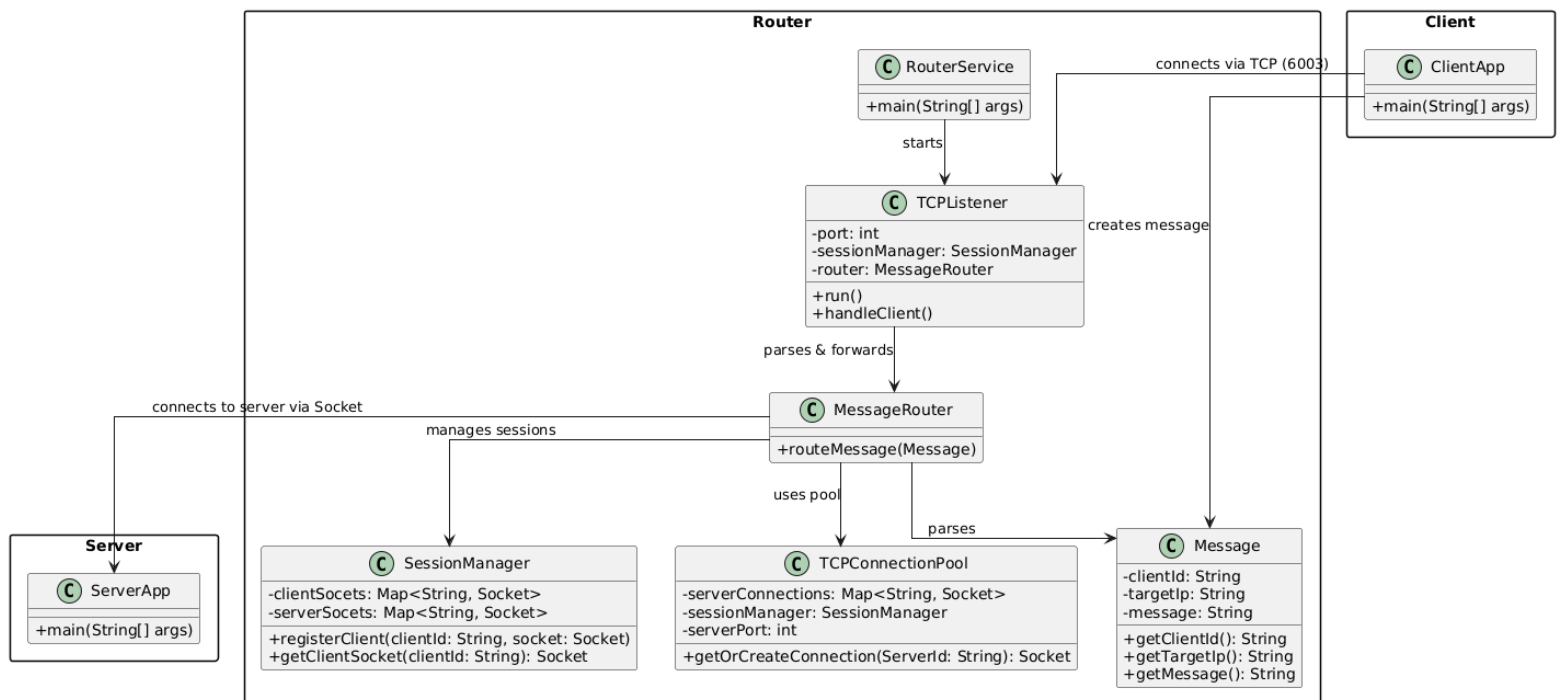 Router
Client
C RouterService
+main(String[] args)
connects via TCP (6003)
C ClientApp
+main(String[] args)
starts
C TCPListener
-port: int
-sessionManager: SessionManager
-router: MessageRouter
+run()
+handleClient()
creates message
parses & forwards
C MessageRouter
+routeMessage(Message)
connects to server via Socket
manages sessions
uses pool
parses
Server
C ServerApp
+main(String[] args)
C SessionManager
-clientSocets: Map<String, Socket>
-serverSocets: Map<String, Socket>
+registerClient(clientId: String, socket: Socket)
+getClientSocket(clientId: String): Socket
C TCPConnectionPool
-serverConnections: Map<String, Socket>
-sessionManager: SessionManager
-serverPort: int
+getOrCreateConnection(ServerId: String): Socket
C Message
-clientId: String
-targetIp: String
-message: String
+getClientId(): String
+getTargetIp(): String
+getMessage(): String